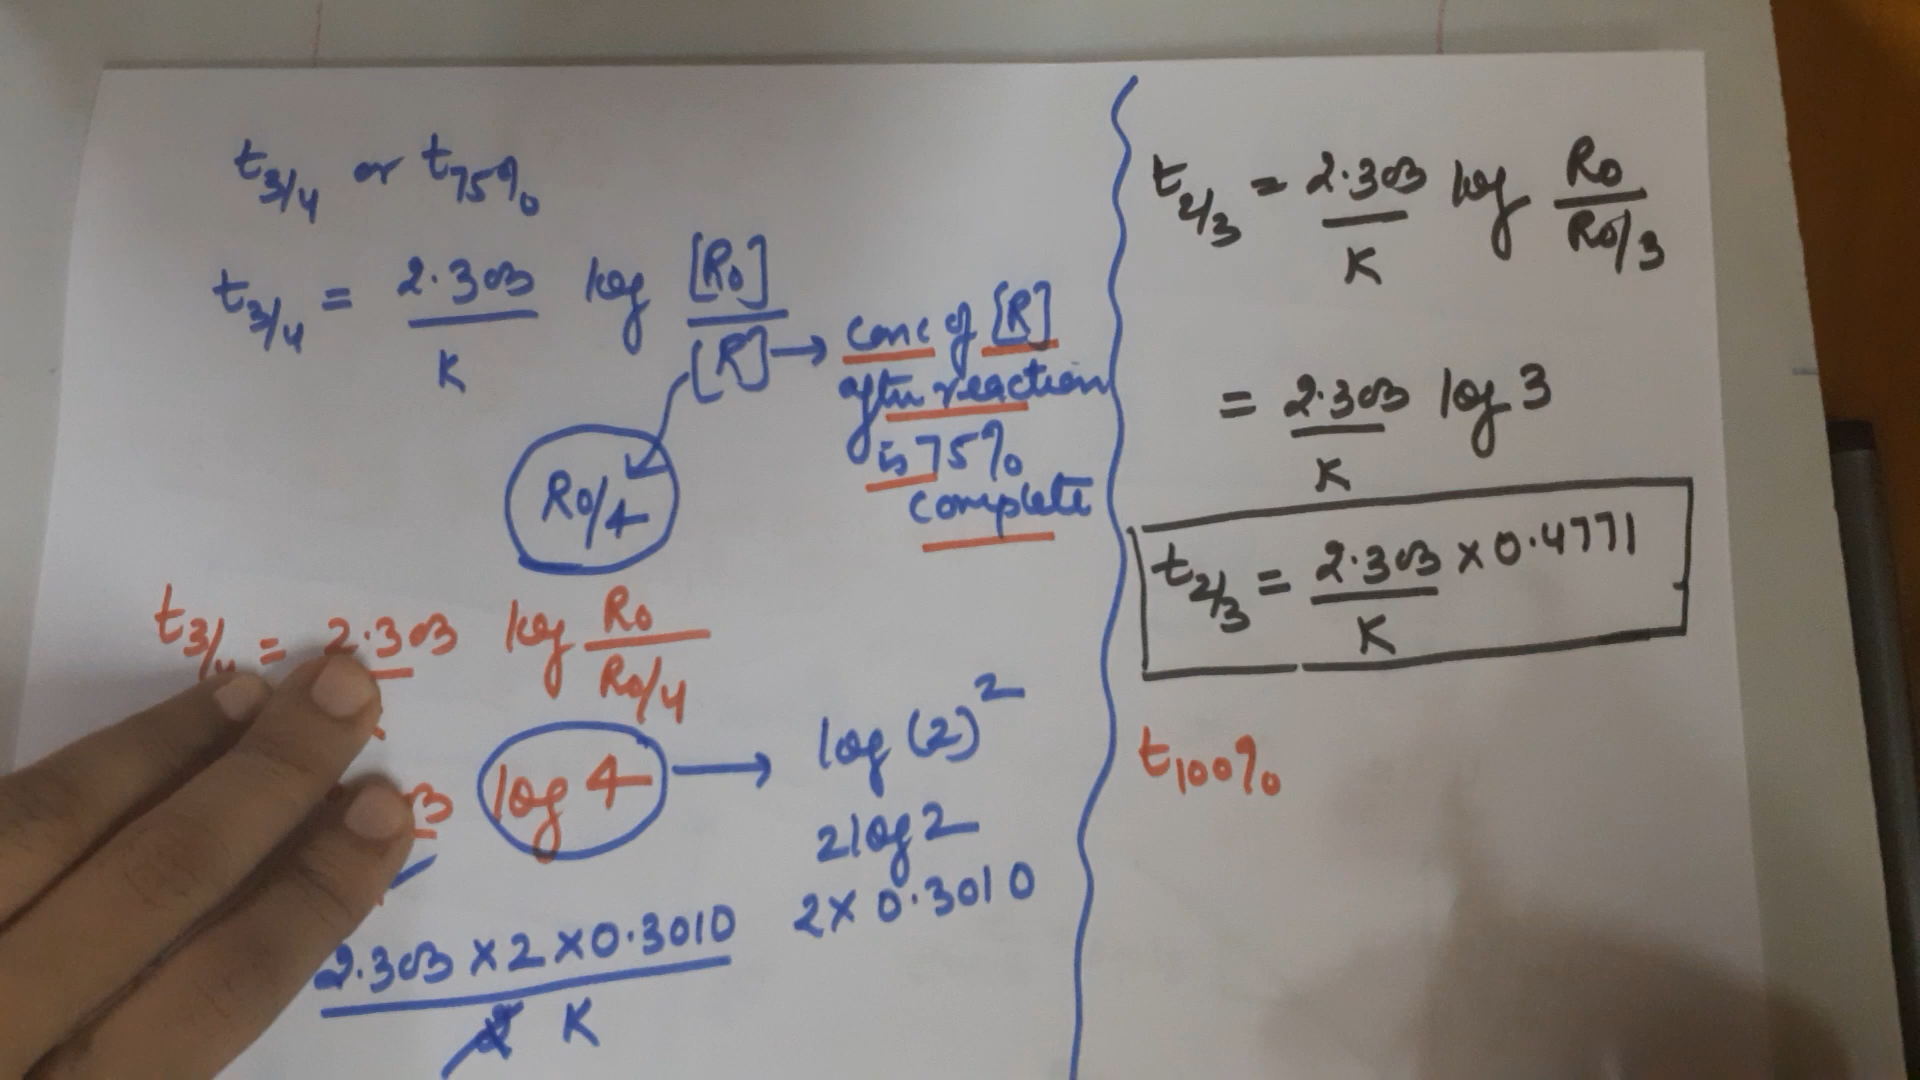 t3/4 or t75%
t3/4 = 2.303/K log [R0]/[R] → conc of [R]
after reaction
is 75%
complete
R0/4
t3/4 = 2.303 log R0/R0/4
log 4 → log (2)²
2log2
2×0.3010
2.303×2×0.3010
K
t2/3 = 2.303/K log R0/R0/3
= 2.303/K log 3
t2/3 = 2.303×0.4771/K
t100%